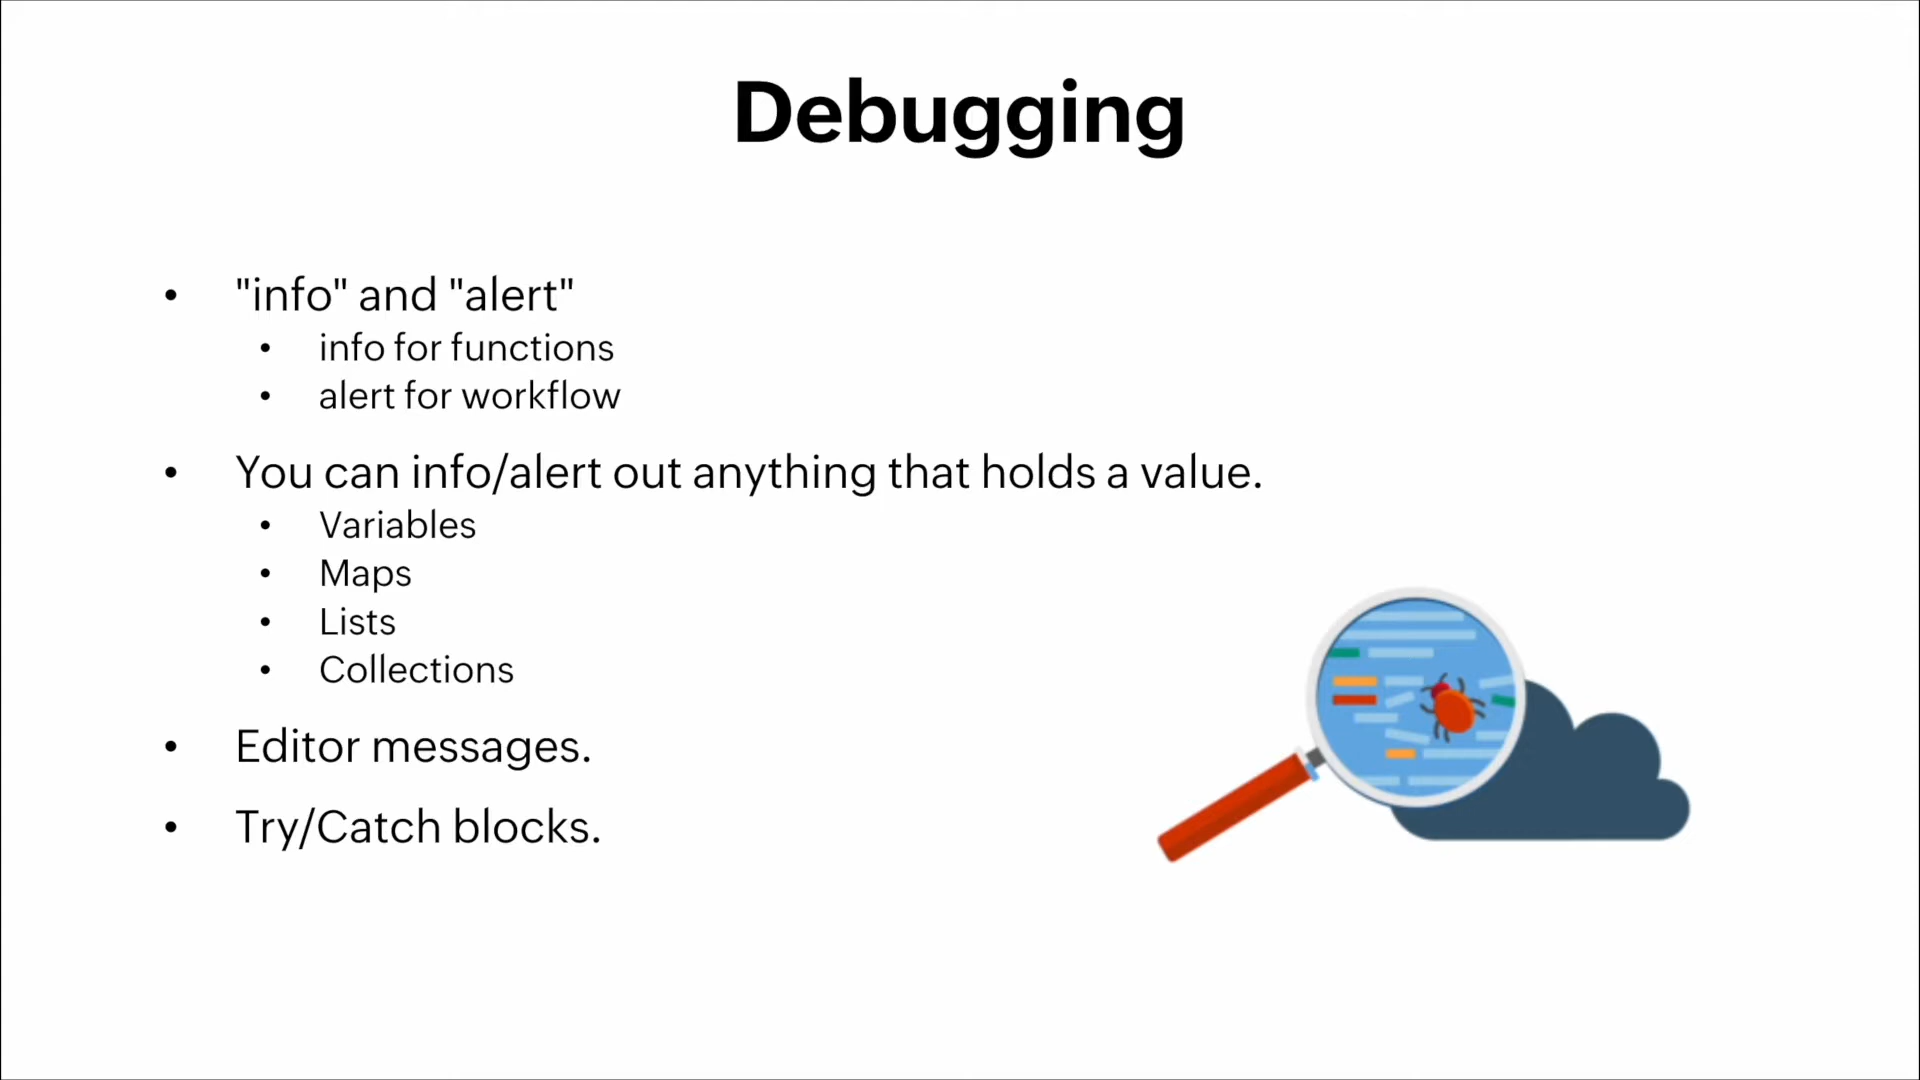 Debugging
• "info" and "alert"
• info for functions
• alert for workflow
• You can info/alert out anything that holds a value.
• Variables
• Maps
• Lists
• Collections
• Editor messages.
• Try/Catch blocks.